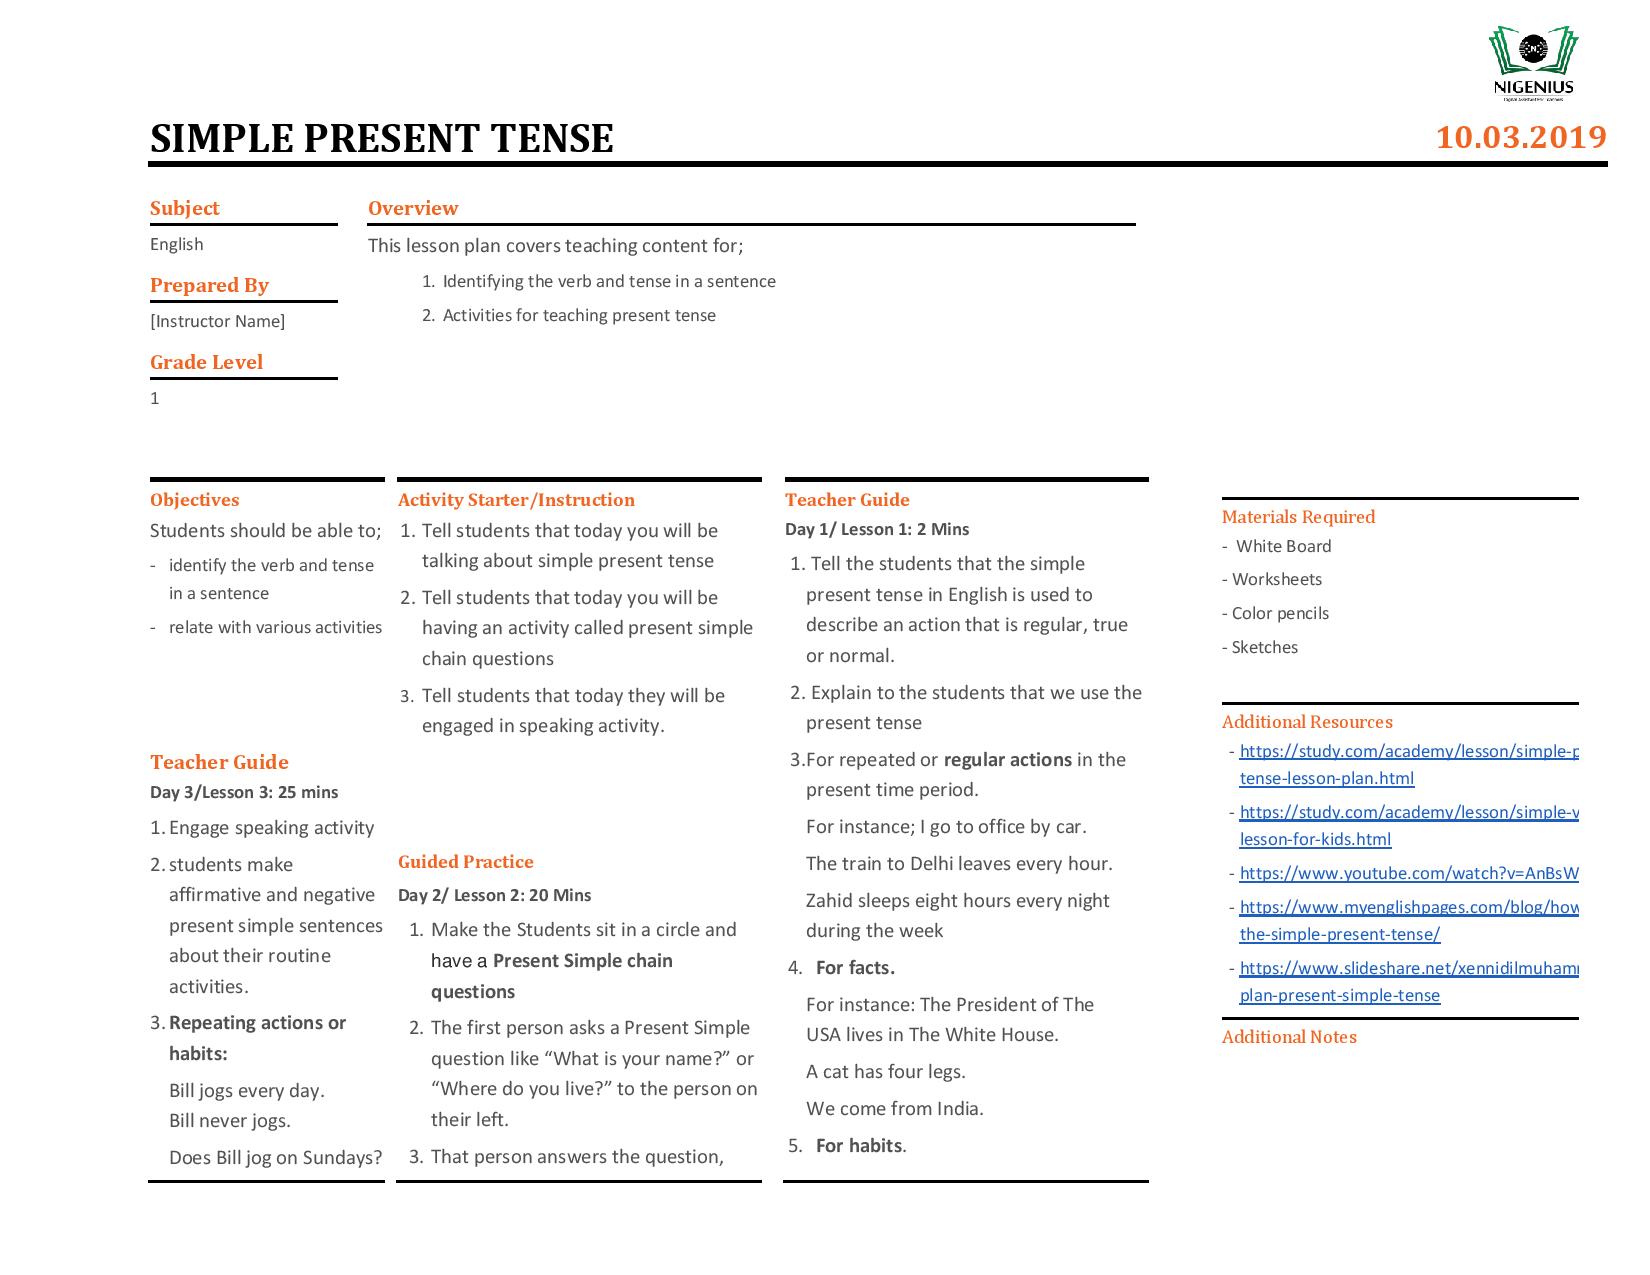 NIGENIUS
SIMPLE PRESENT TENSE
10.03.2019
Subject
English
Prepared By
[Instructor Name]
Grade Level
1
Overview
This lesson plan covers teaching content for;
1. Identifying the verb and tense in a sentence
2. Activities for teaching present tense
Objectives
Students should be able to;
- identify the verb and tense
in a sentence
- relate with various activities
Teacher Guide
Day 3/Lesson 3: 25 mins
1. Engage speaking activity
2. students make
affirmative and negative
present simple sentences
about their routine
activities.
3. Repeating actions or
habits:
Bill jogs every day.
Bill never jogs.
Does Bill jog on Sundays?
Activity Starter/Instruction
1. Tell students that today you will be
talking about simple present tense
2. Tell students that today you will be
having an activity called present simple
chain questions
3. Tell students that today they will be
engaged in speaking activity.
Guided Practice
Day 2/ Lesson 2: 20 Mins
1. Make the Students sit in a circle and
have a Present Simple chain
questions
2. The first person asks a Present Simple
question like “What is your name?” or
“Where do you live?” to the person on
their left.
3. That person answers the question,
Teacher Guide
Day 1/ Lesson 1: 2 Mins
1. Tell the students that the simple
present tense in English is used to
describe an action that is regular, true
or normal.
2. Explain to the students that we use the
present tense
3.For repeated or regular actions in the
present time period.
For instance; I go to office by car.
The train to Delhi leaves every hour.
Zahid sleeps eight hours every night
during the week
4. For facts.
For instance: The President of The
USA lives in The White House.
A cat has four legs.
We come from India.
5. For habits.
Materials Required
- White Board
- Worksheets
- Color pencils
- Sketches
Additional Resources
- https://study.com/academy/lesson/simple-p
tense-lesson-plan.html
- https://study.com/academy/lesson/simple-v
lesson-for-kids.html
- https://www.youtube.com/watch?v=AnBsW
- https://www.myenglishpages.com/blog/how
the-simple-present-tense/
- https://www.slideshare.net/xennidilmuham
plan-present-simple-tense
Additional Notes